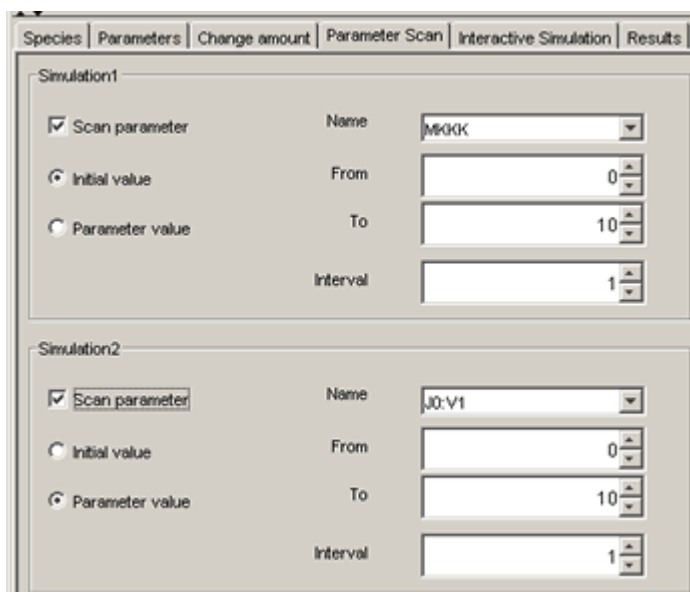 Species Parameters Change amount Parameter Scan Interactive Simulation Results
Simulation1
Scan parameter Name MKKK
Initial value From 0
Parameter value To 10
Interval 1
Simulation2
Scan parameter Name J0:V1
Initial value From 0
Parameter value To 10
Interval 1